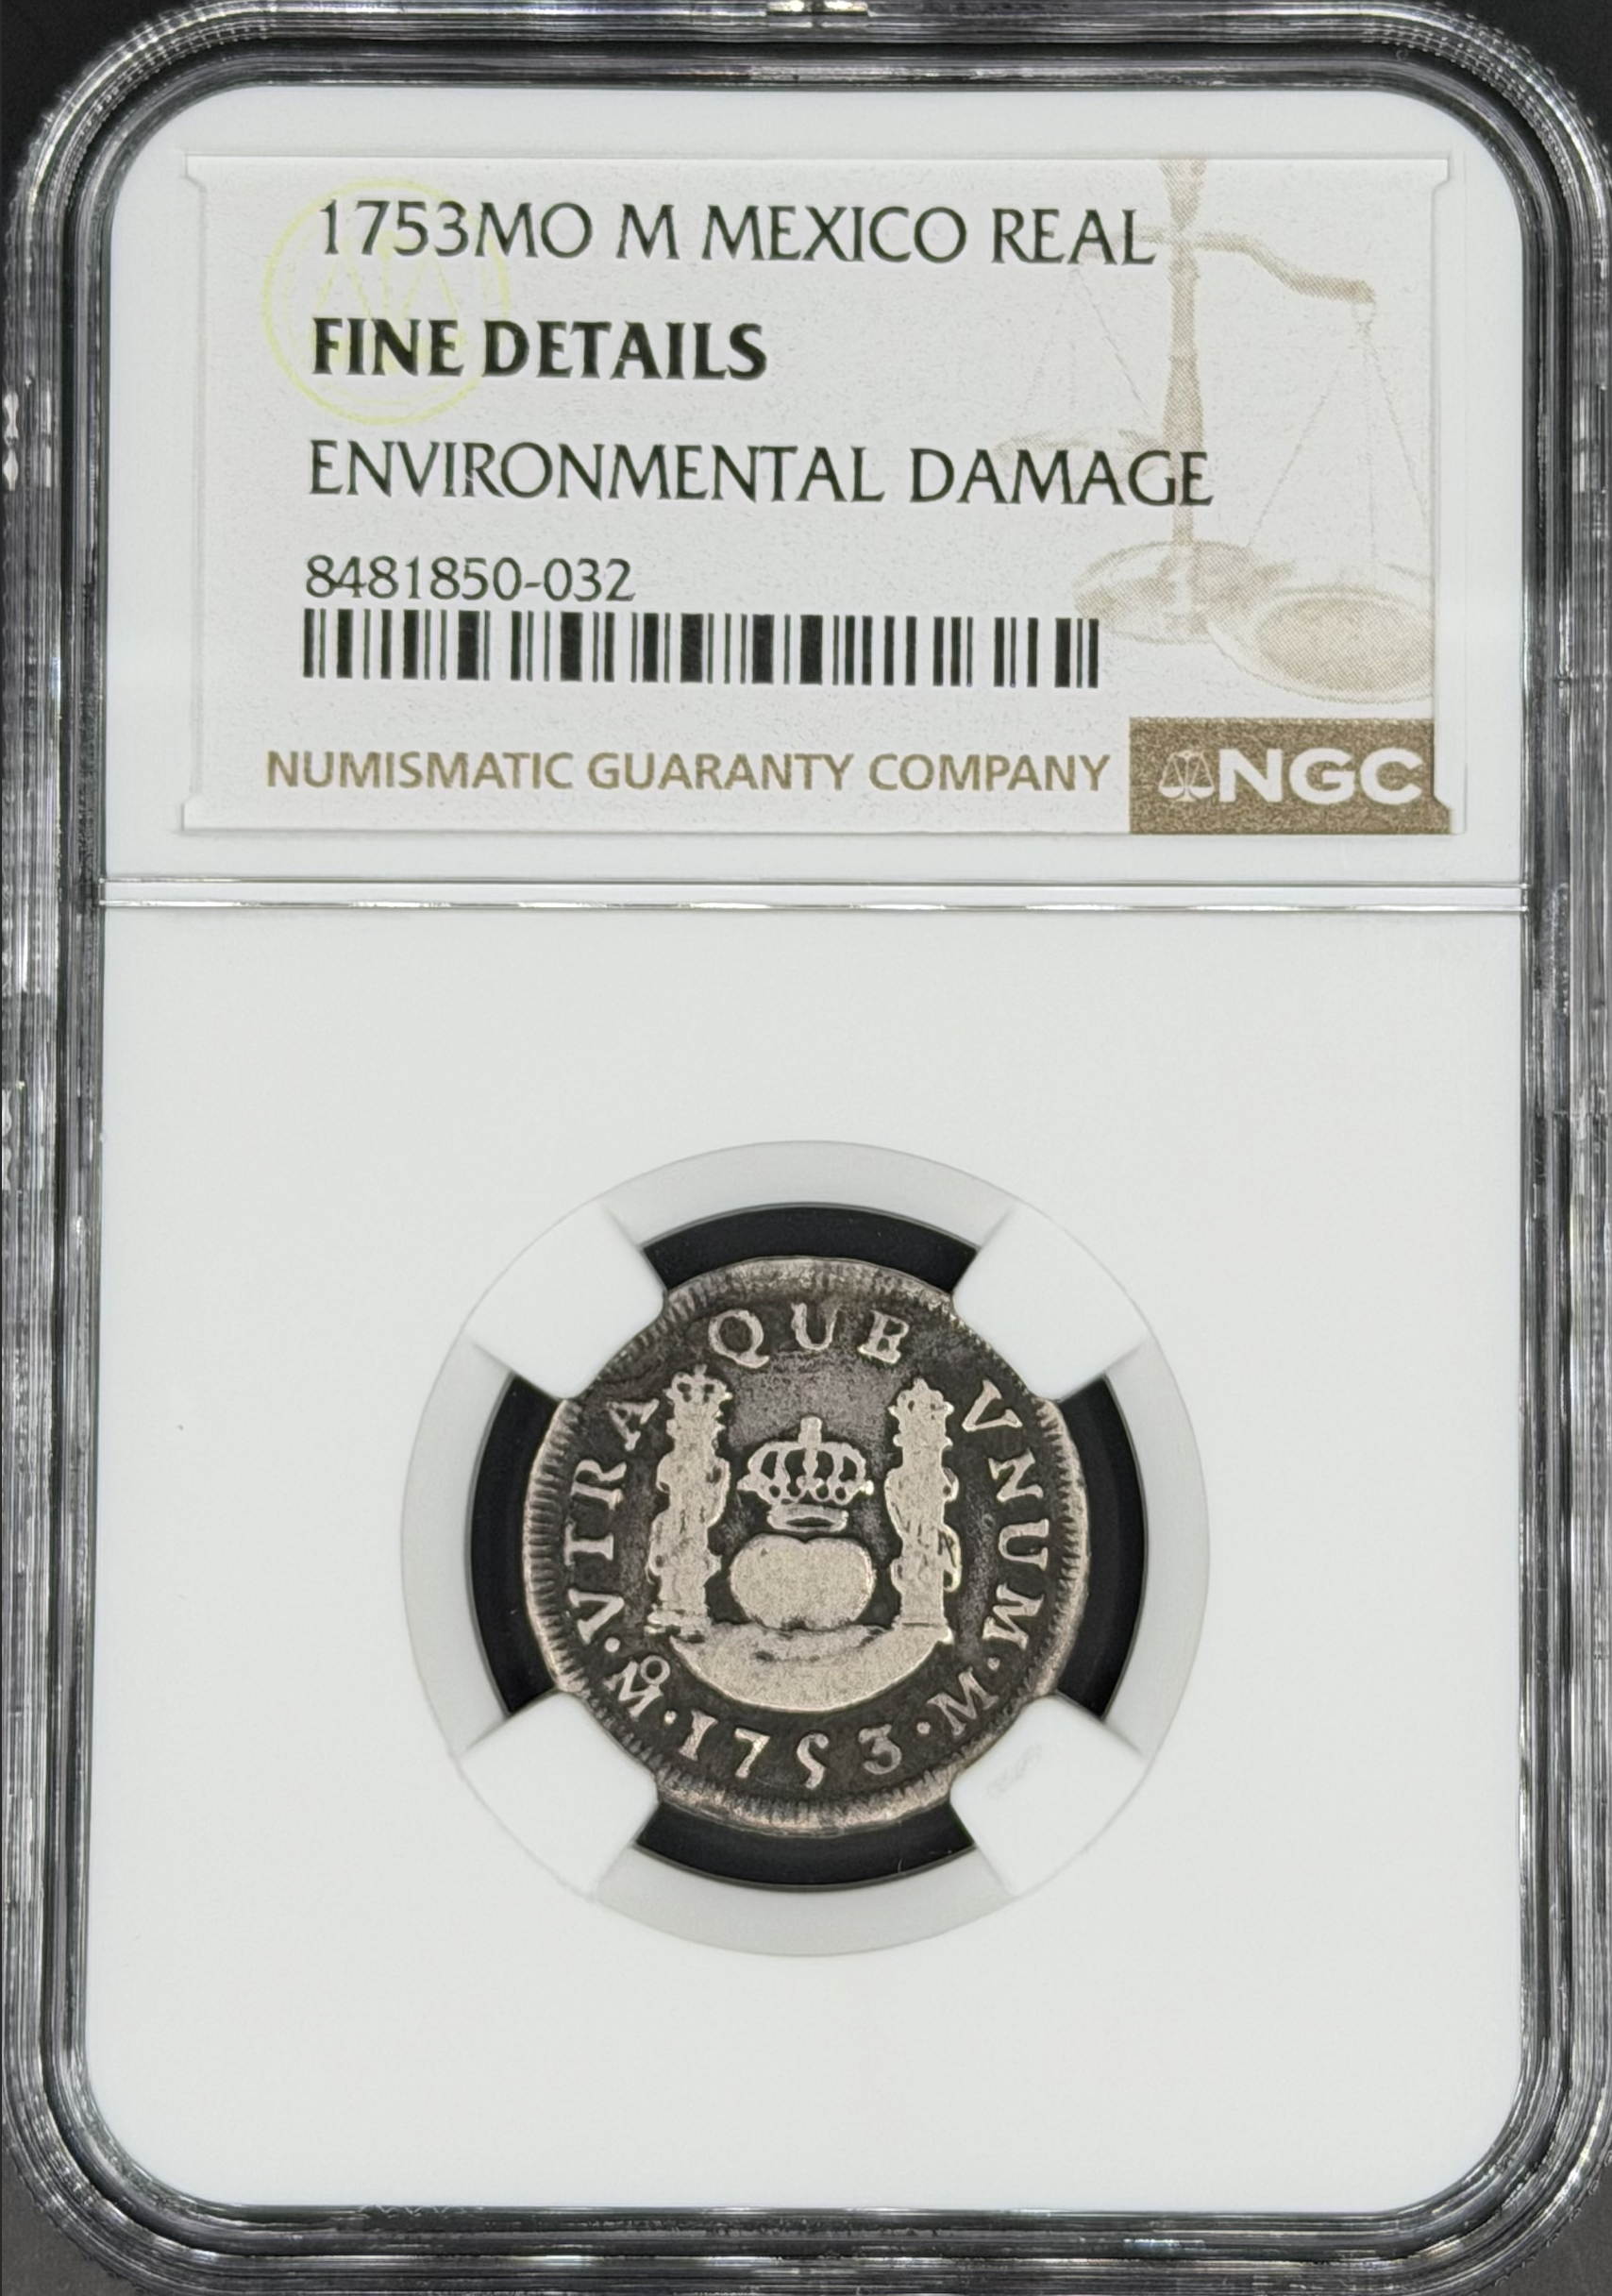 1753MO M MEXICO REAL
FINE DETAILS
ENVIRONMENTAL DAMAGE
8481850-032
NUMISMATIC GUARANTY COMPANY NGC
VTRA QUE VNUM
M̊·1753·M